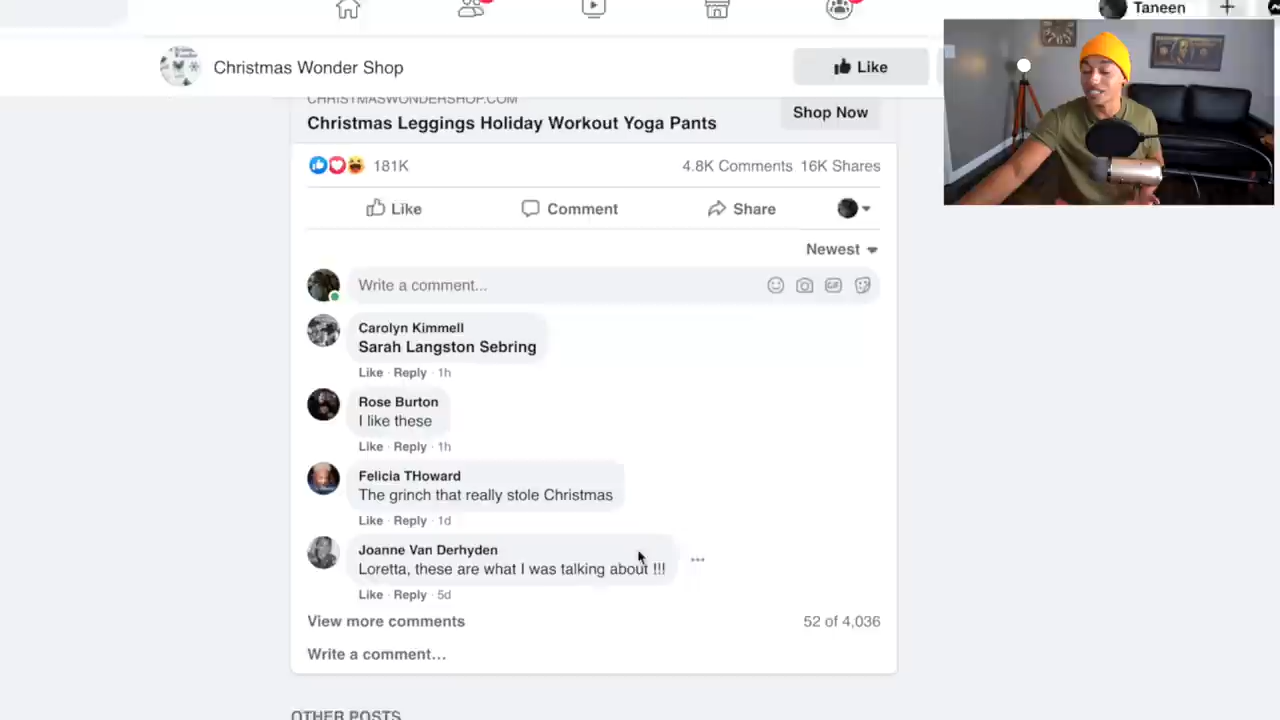 Taneen
Christmas Wonder Shop
Like
CHRISTMASWONDERSHOP.COM
Christmas Leggings Holiday Workout Yoga Pants
Shop Now
181K
4.8K Comments 16K Shares
Like Comment Share
Newest
Write a comment...
GIF
Carolyn Kimmell
Sarah Langston Sebring
Like · Reply · 1h
Rose Burton
I like these
Like · Reply · 1h
Felicia THoward
The grinch that really stole Christmas
Like · Reply · 1d
Joanne Van Derhyden
Loretta, these are what I was talking about !!!
Like · Reply · 5d
View more comments
52 of 4,036
Write a comment...
OTHER POSTS